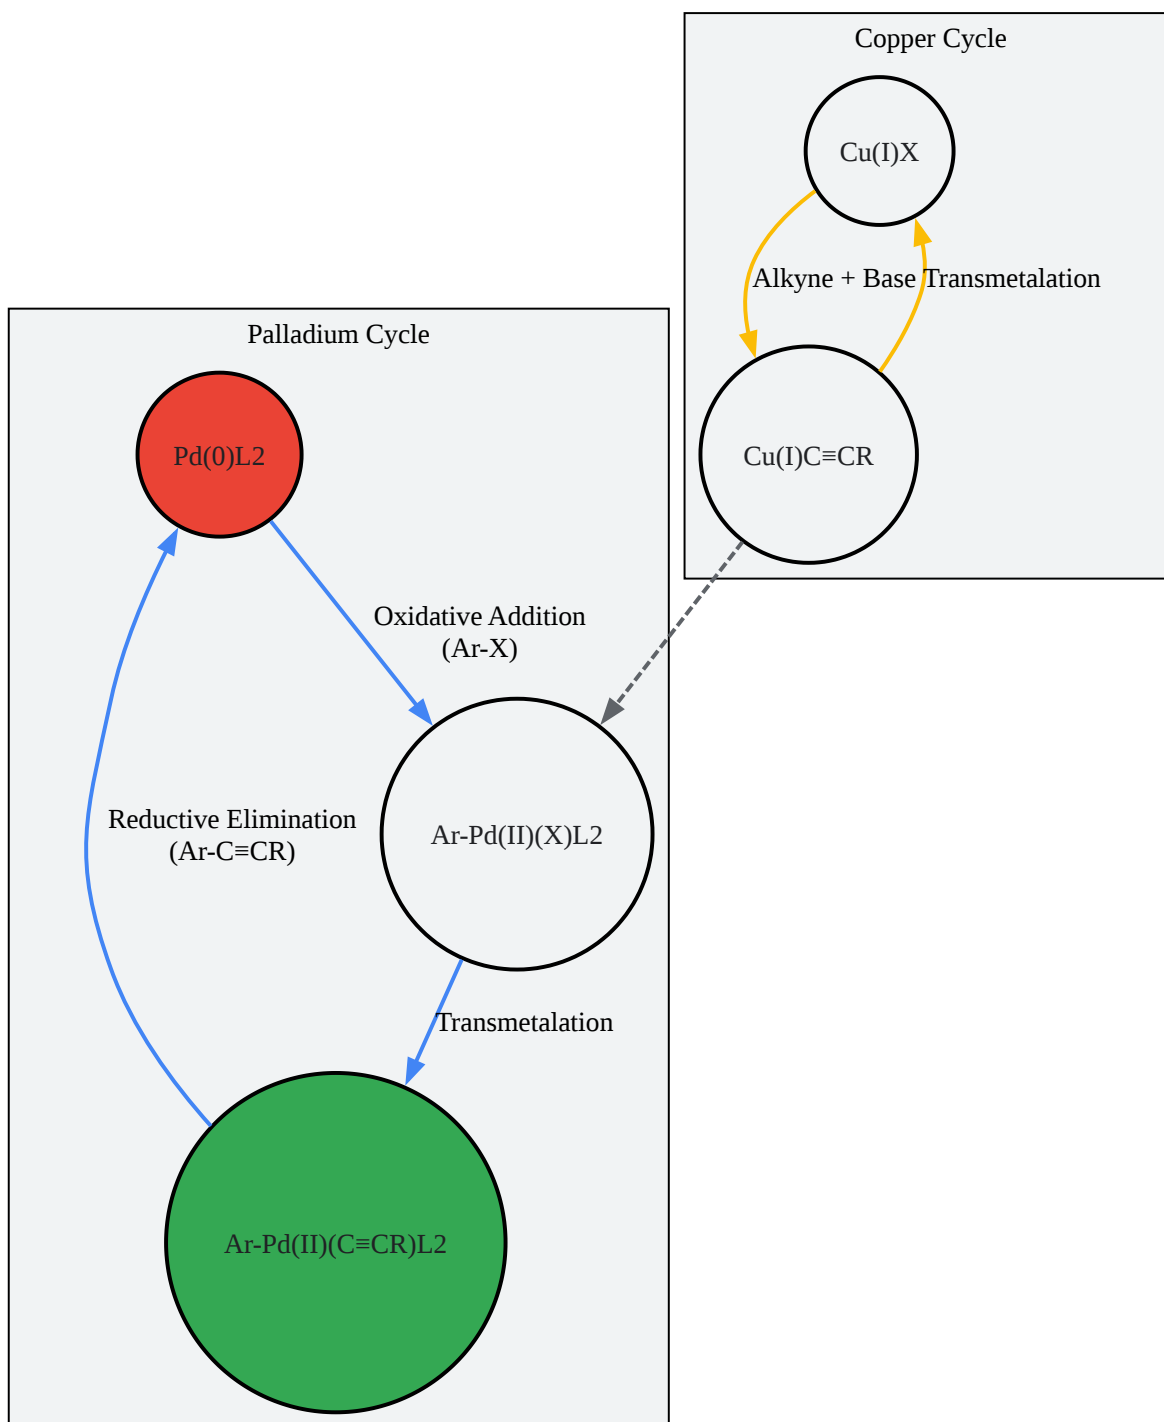 Copper Cycle
Cu(I)X
Alkyne + Base
Transmetalation
Cu(I)C≡CR
Palladium Cycle
Pd(0)L2
Oxidative Addition
(Ar-X)
Ar-Pd(II)(X)L2
Reductive Elimination
(Ar-C≡CR)
Transmetalation
Ar-Pd(II)(C≡CR)L2